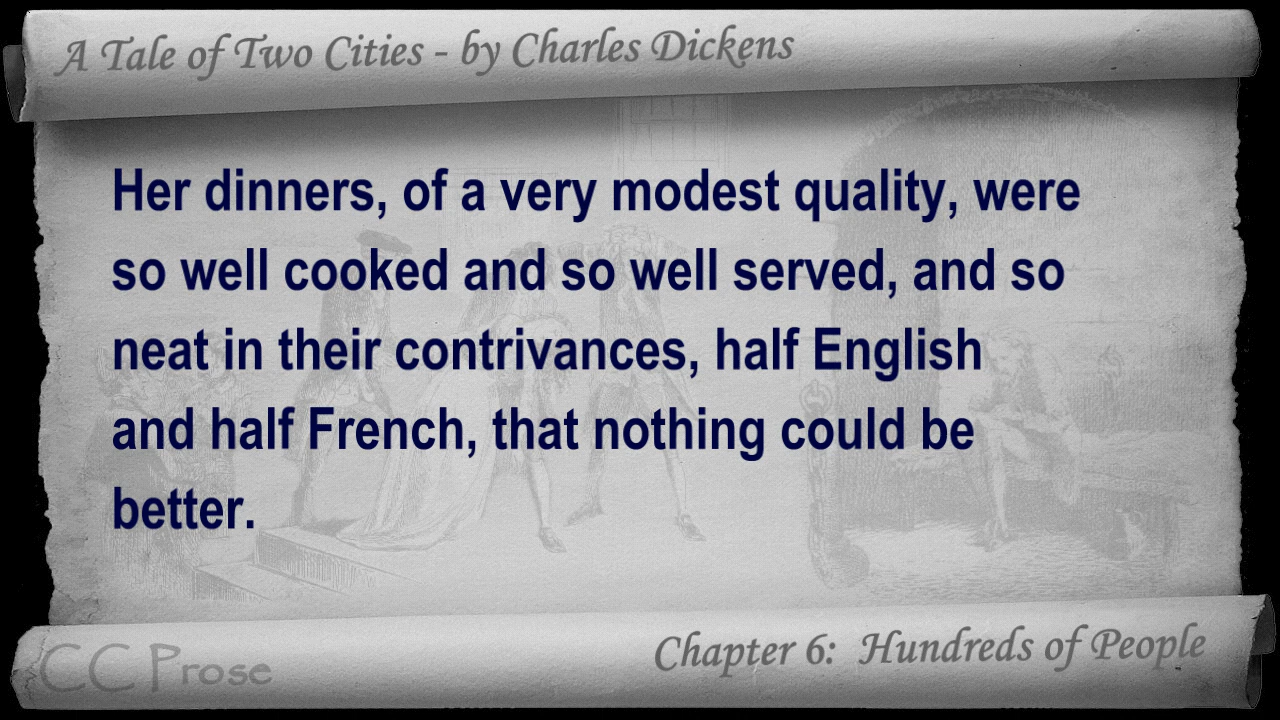 A Tale of Two Cities - by Charles Dickens
Her dinners, of a very modest quality, were
so well cooked and so well served, and so
neat in their contrivances, half English
and half French, that nothing could be
better.
CC Prose
Chapter 6: Hundreds of People